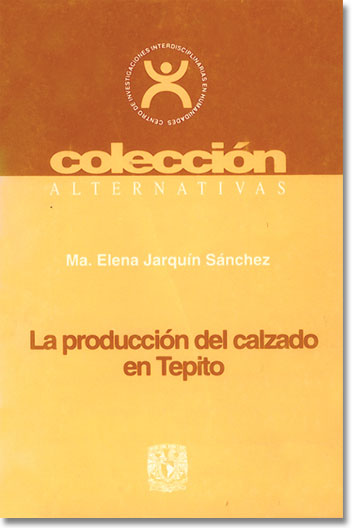 CENTRO DE INVESTIGACIONES INTERDISCIPLINARIAS EN HUMANIDADES
colección
ALTERNATIVAS
Ma. Elena Jarquín Sánchez
La producción del calzado
en Tepito